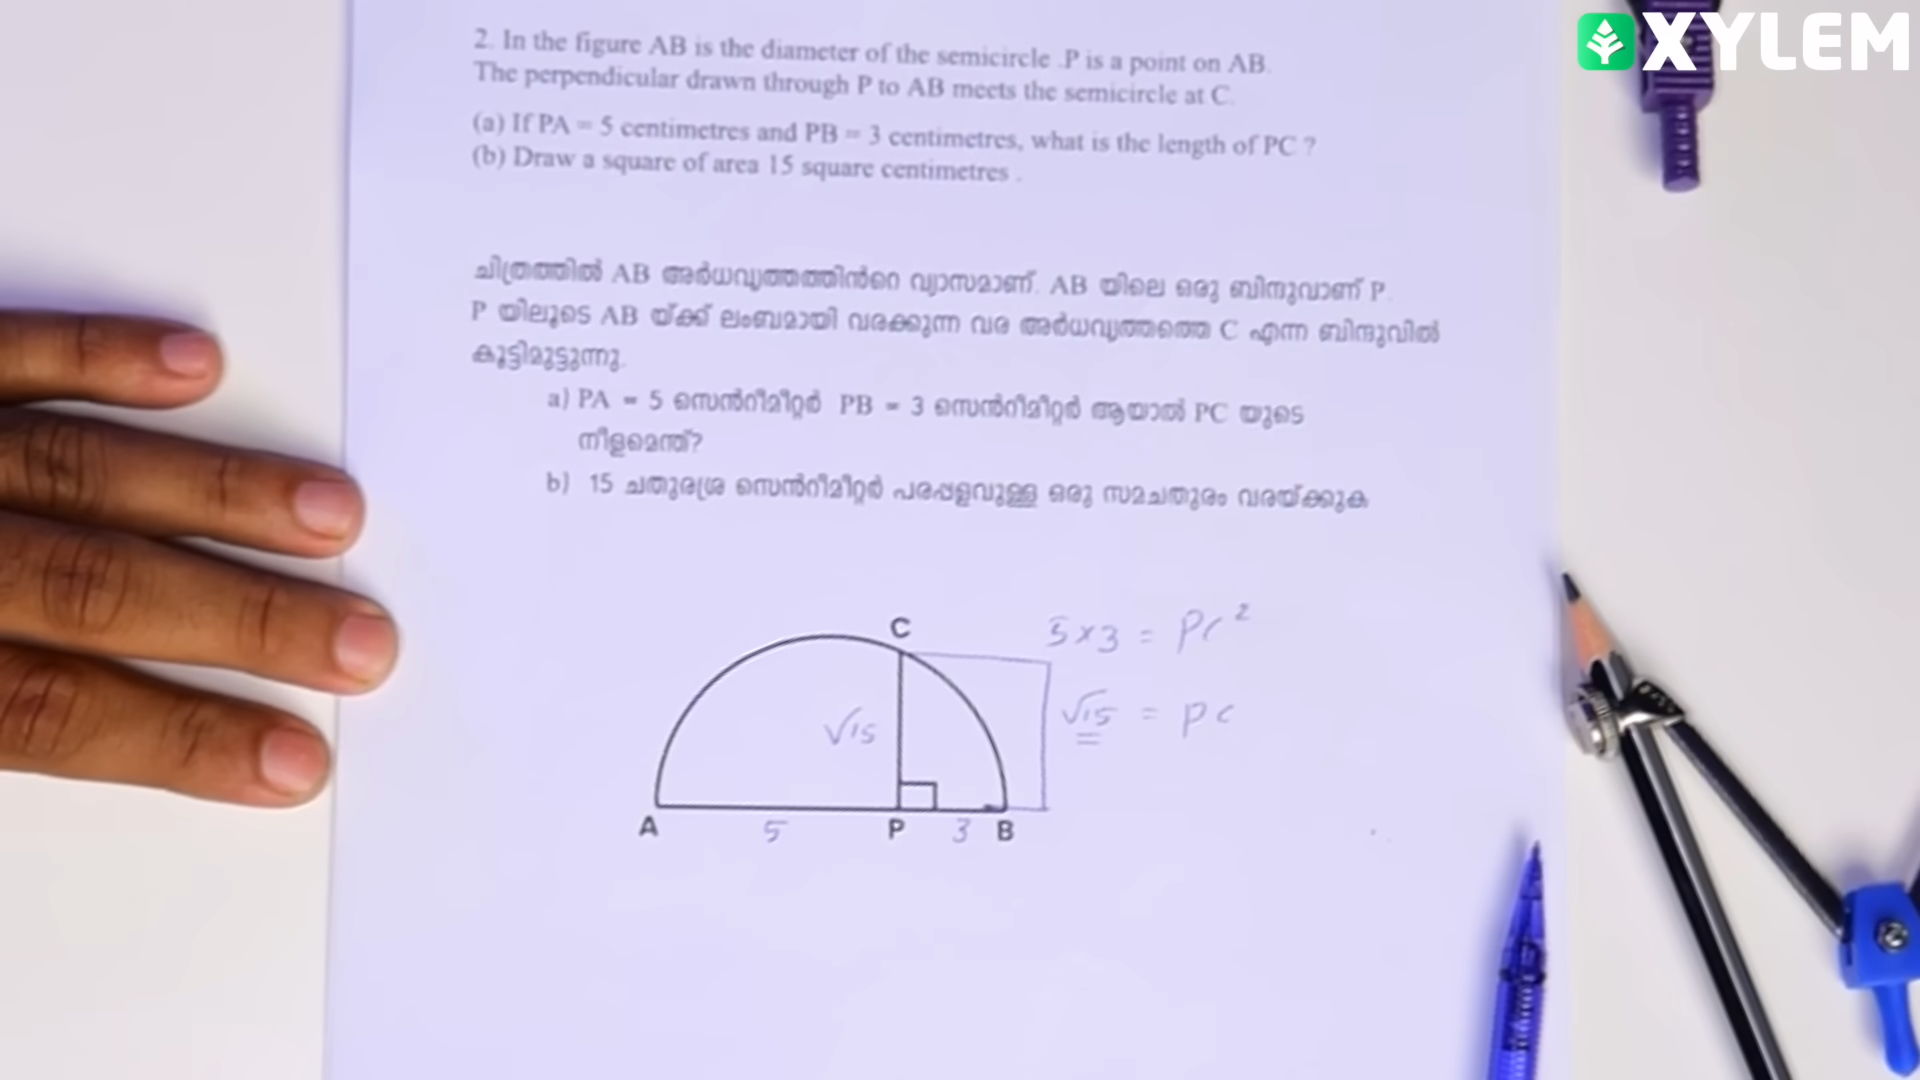 XYLEM
2. In the figure AB is the diameter of the semicircle .P is a point on AB.
The perpendicular drawn through P to AB meets the semicircle at C.
(a) If PA = 5 centimetres and PB = 3 centimetres, what is the length of PC ?
(b) Draw a square of area 15 square centimetres .
ചിത്രത്തിൽ AB അർധവൃത്തത്തിൻറെ വ്യാസമാണ്. AB യിലെ ഒരു ബിന്ദുവാണ് P.
P യിലൂടെ AB യ്ക്ക് ലംബമായി വരക്കുന്ന വര അർധവൃത്തത്തെ C എന്ന ബിന്ദുവിൽ
കൂട്ടിമുട്ടുന്നു.
a) PA = 5 സെൻറീമീറ്റർ PB = 3 സെൻറീമീറ്റർ ആയാൽ PC യുടെ
നീളമെന്ത്?
b) 15 ചതുരശ്ര സെൻറീമീറ്റർ പരപ്പളവുള്ള ഒരു സമചതുരം വരയ്ക്കുക
C
5 x 3 = PC²
√15
√15 = PC
A 5 P 3 B